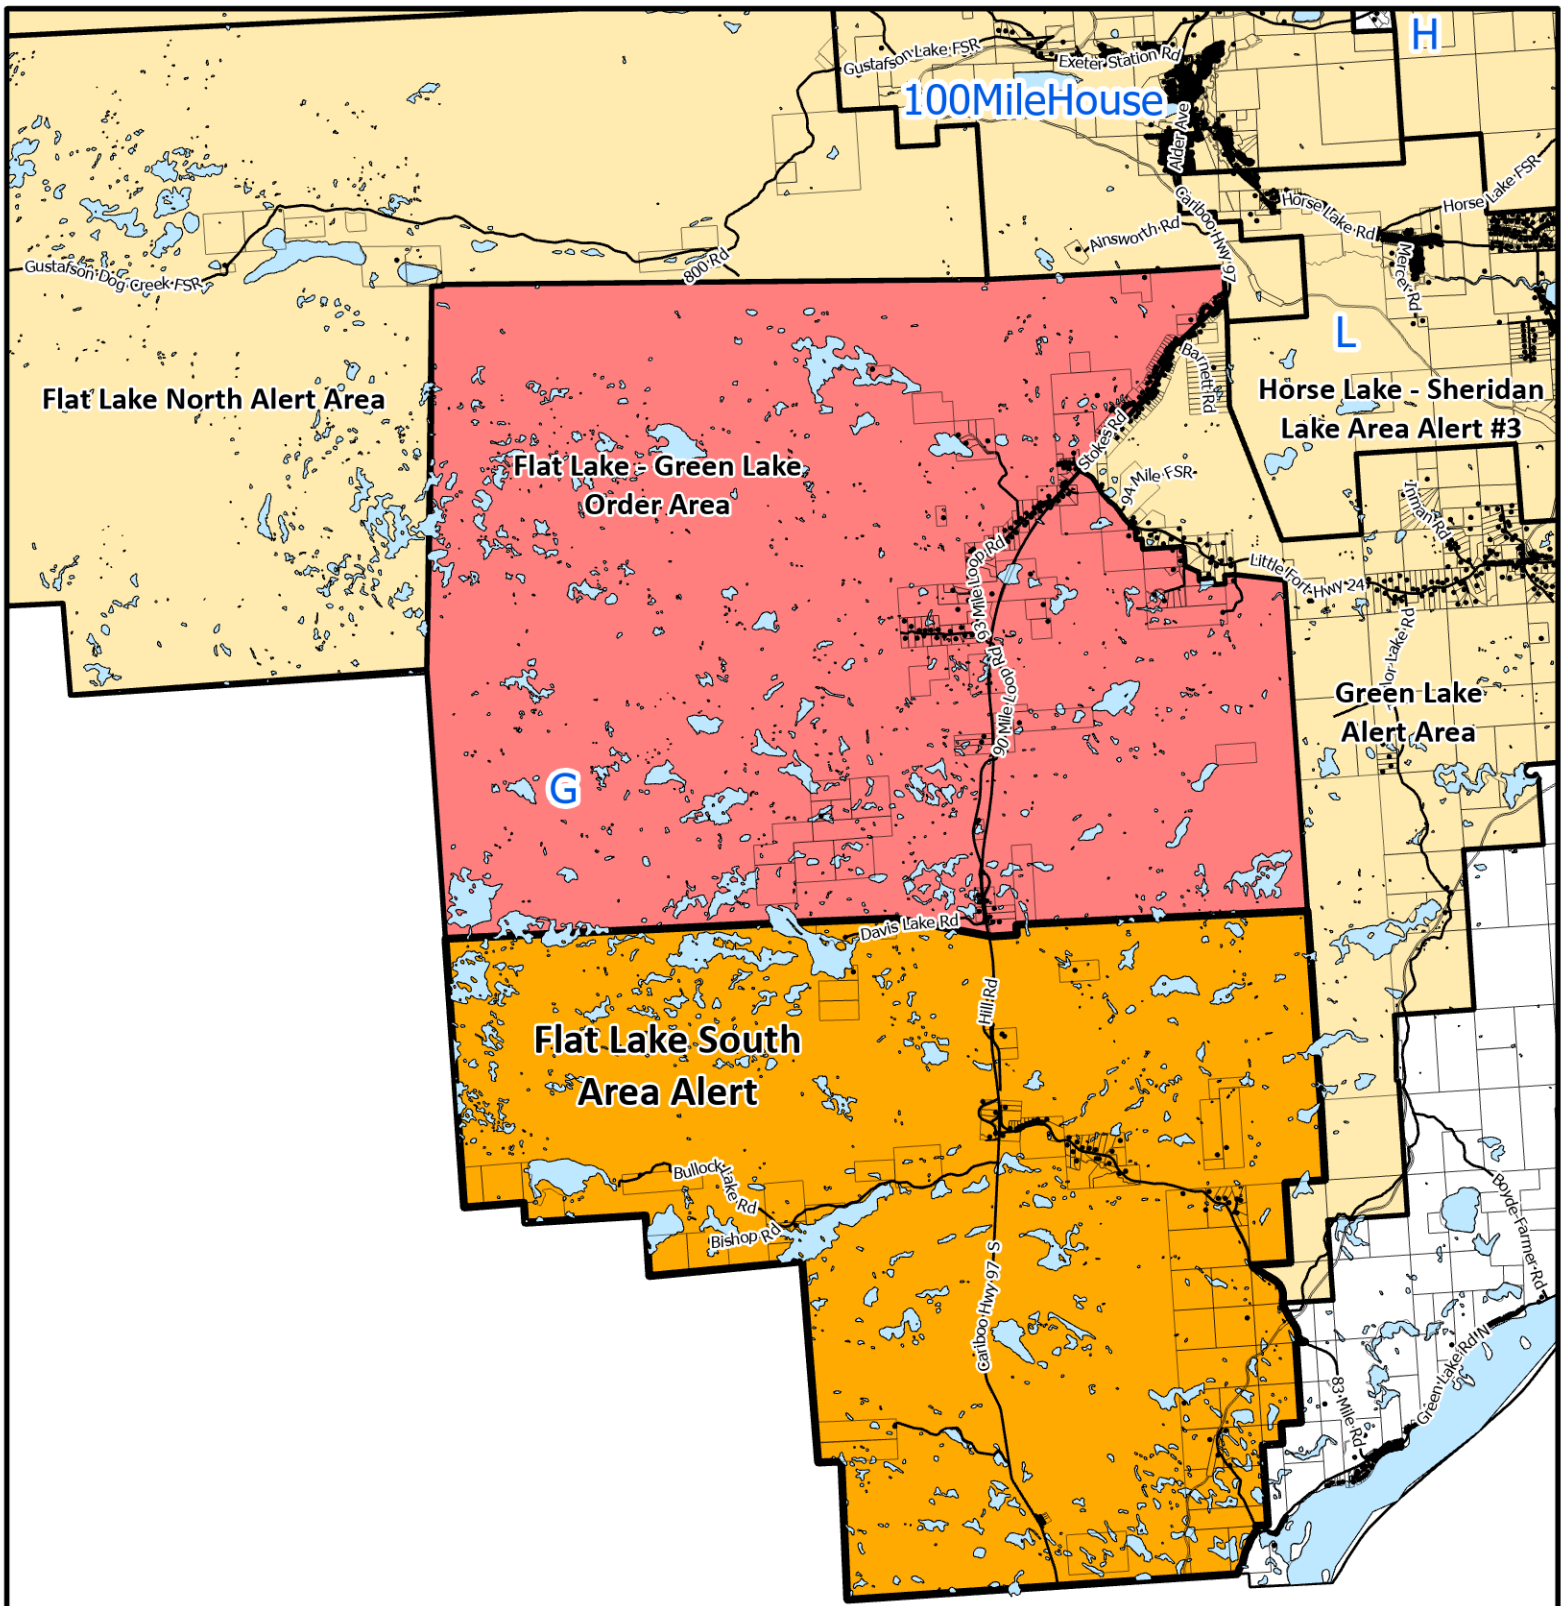 H
Gustafson Lake FSR
Exeter Station Rd
100MileHouse
Alder Ave
Horse Lake FSR
Cariboo Hwy 97
Horse Lake Rd
Ainsworth Rd
Mercer Rd
800 Rd
Gustafson Dog Creek FSR
L
Barnett Rd
Flat Lake North Alert Area
Horse Lake - Sheridan
Lake Area Alert #3
Stokes Rd
Flat Lake - Green Lake
Order Area
94 Mile FSR
Inman Rd
93 Mile Loop Rd
Little Fort Hwy 24
90 Mile Loop Rd
Green Lake
Alert Area
G
Davis Lake Rd
Hill Rd
Flat Lake South
Area Alert
Bullock Lake Rd
Bishop Rd
Boyde Farmer Rd
Cariboo Hwy 97 S
Green Lake Rd N
83 Mile Rd